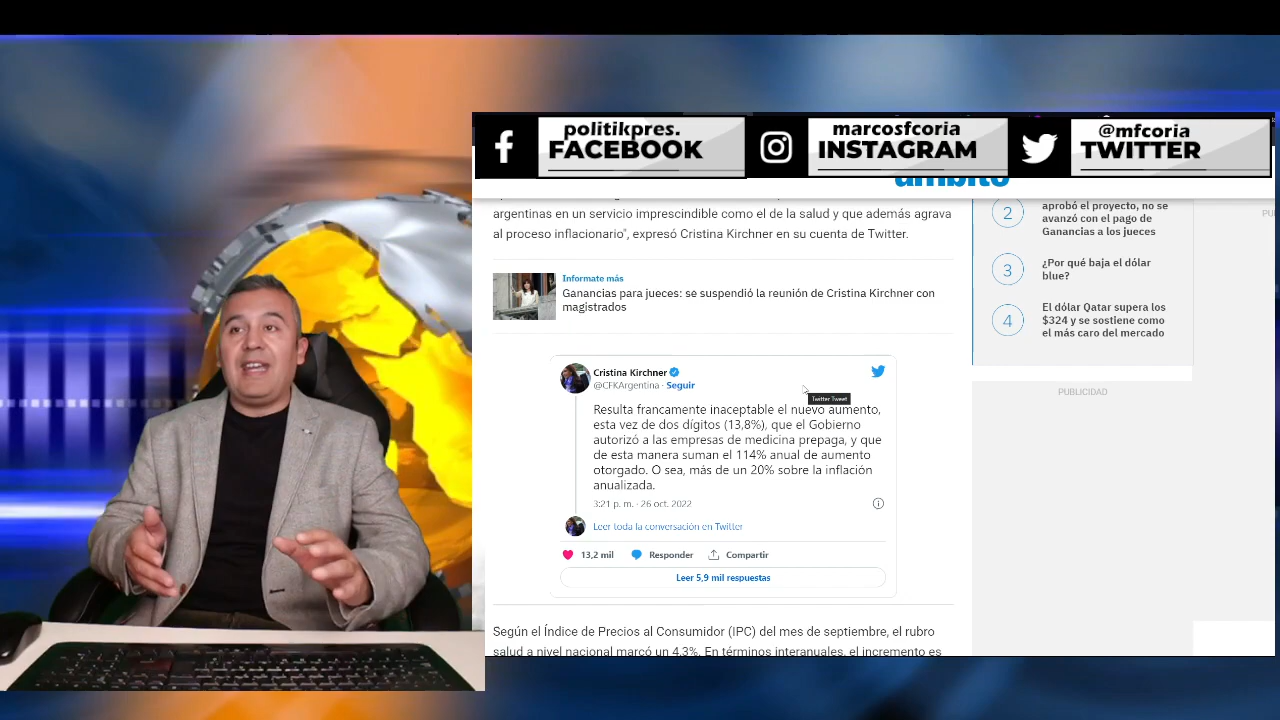 politikpres.
FACEBOOK
marcosfcoria
INSTAGRAM
@mfcoria
TWITTER
ámbito
argentinas en un servicio imprescindible como el de la salud y que además agrava
al proceso inflacionario", expresó Cristina Kirchner en su cuenta de Twitter.
Informate más
Ganancias para jueces: se suspendió la reunión de Cristina Kirchner con
magistrados
Cristina Kirchner
@CFKArgentina · Seguir
Twitter Tweet
Resulta francamente inaceptable el nuevo aumento,
esta vez de dos dígitos (13,8%), que el Gobierno
autorizó a las empresas de medicina prepaga, y que
de esta manera suman el 114% anual de aumento
otorgado. O sea, más de un 20% sobre la inflación
anualizada.
3:21 p. m. · 26 oct. 2022
Leer toda la conversación en Twitter
13,2 mil Responder Compartir
Leer 5,9 mil respuestas
Según el Índice de Precios al Consumidor (IPC) del mes de septiembre, el rubro
salud a nivel nacional marcó un 4,3%. En términos interanuales, el incremento es
2
aprobó el proyecto, no se
avanzó con el pago de
Ganancias a los jueces
3
¿Por qué baja el dólar
blue?
4
El dólar Qatar supera los
$324 y se sostiene como
el más caro del mercado
PUBLICIDAD